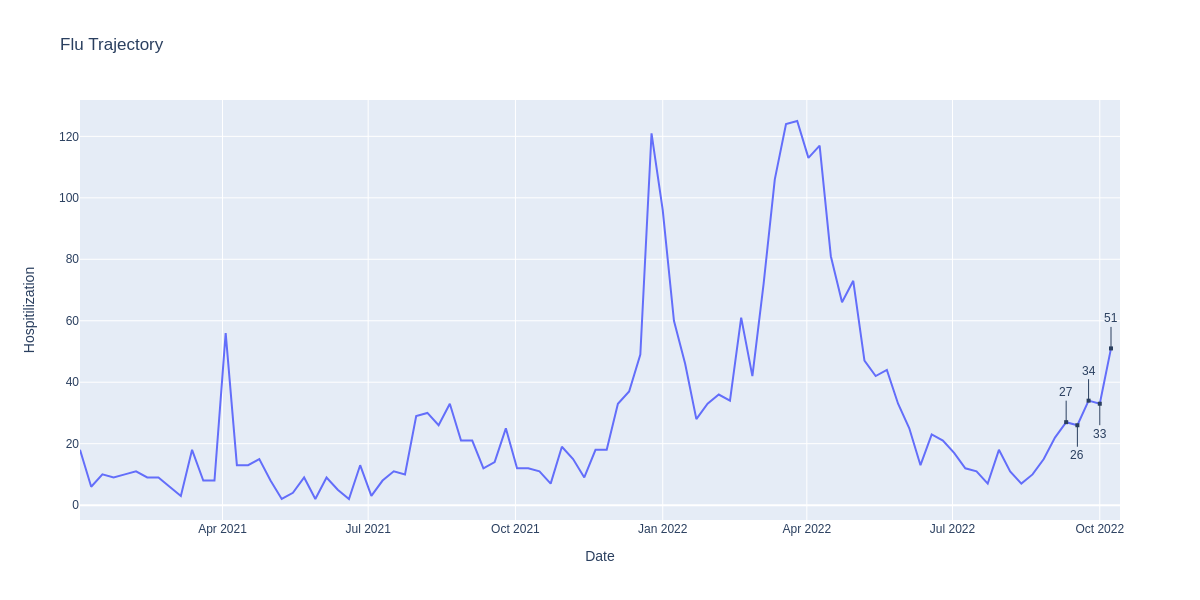 Flu Trajectory
Hospitilization
120
100
80
60
40
20
0
27
26
34
33
51
Apr 2021
Jul 2021
Oct 2021
Jan 2022
Apr 2022
Jul 2022
Oct 2022
Date